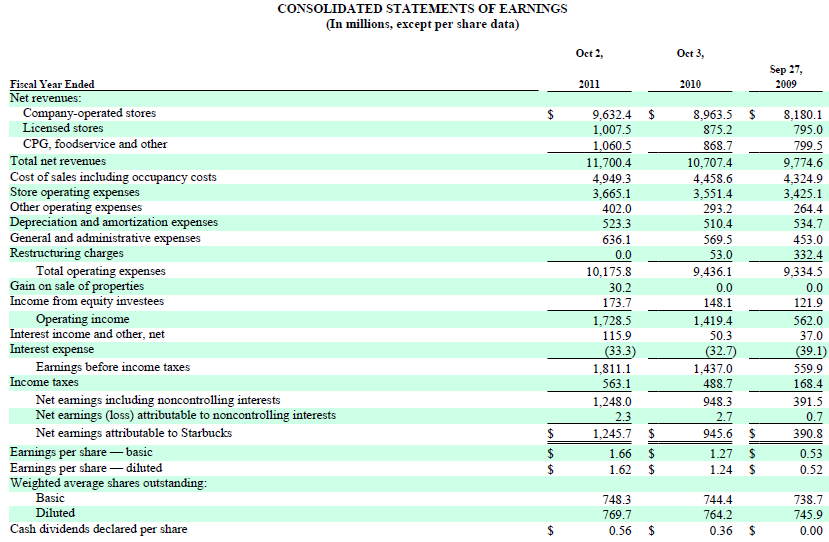 CONSOLIDATED STATEMENTS OF EARNINGS
(In millions, except per share data)
Oct 2, Oct 3, Sep 27,
Fiscal Year Ended 2011 2010 2009
Net revenues:
Company-operated stores $ 9,632.4 $ 8,963.5 $ 8,180.1
Licensed stores 1,007.5 875.2 795.0
CPG, foodservice and other 1,060.5 868.7 799.5
Total net revenues 11,700.4 10,707.4 9,774.6
Cost of sales including occupancy costs 4,949.3 4,458.6 4,324.9
Store operating expenses 3,665.1 3,551.4 3,425.1
Other operating expenses 402.0 293.2 264.4
Depreciation and amortization expenses 523.3 510.4 534.7
General and administrative expenses 636.1 569.5 453.0
Restructuring charges 0.0 53.0 332.4
Total operating expenses 10,175.8 9,436.1 9,334.5
Gain on sale of properties 30.2 0.0 0.0
Income from equity investees 173.7 148.1 121.9
Operating income 1,728.5 1,419.4 562.0
Interest income and other, net 115.9 50.3 37.0
Interest expense (33.3) (32.7) (39.1)
Earnings before income taxes 1,811.1 1,437.0 559.9
Income taxes 563.1 488.7 168.4
Net earnings including noncontrolling interests 1,248.0 948.3 391.5
Net earnings (loss) attributable to noncontrolling interests 2.3 2.7 0.7
Net earnings attributable to Starbucks $ 1,245.7 $ 945.6 $ 390.8
Earnings per share — basic $ 1.66 $ 1.27 $ 0.53
Earnings per share — diluted $ 1.62 $ 1.24 $ 0.52
Weighted average shares outstanding:
Basic 748.3 744.4 738.7
Diluted 769.7 764.2 745.9
Cash dividends declared per share $ 0.56 $ 0.36 $ 0.00